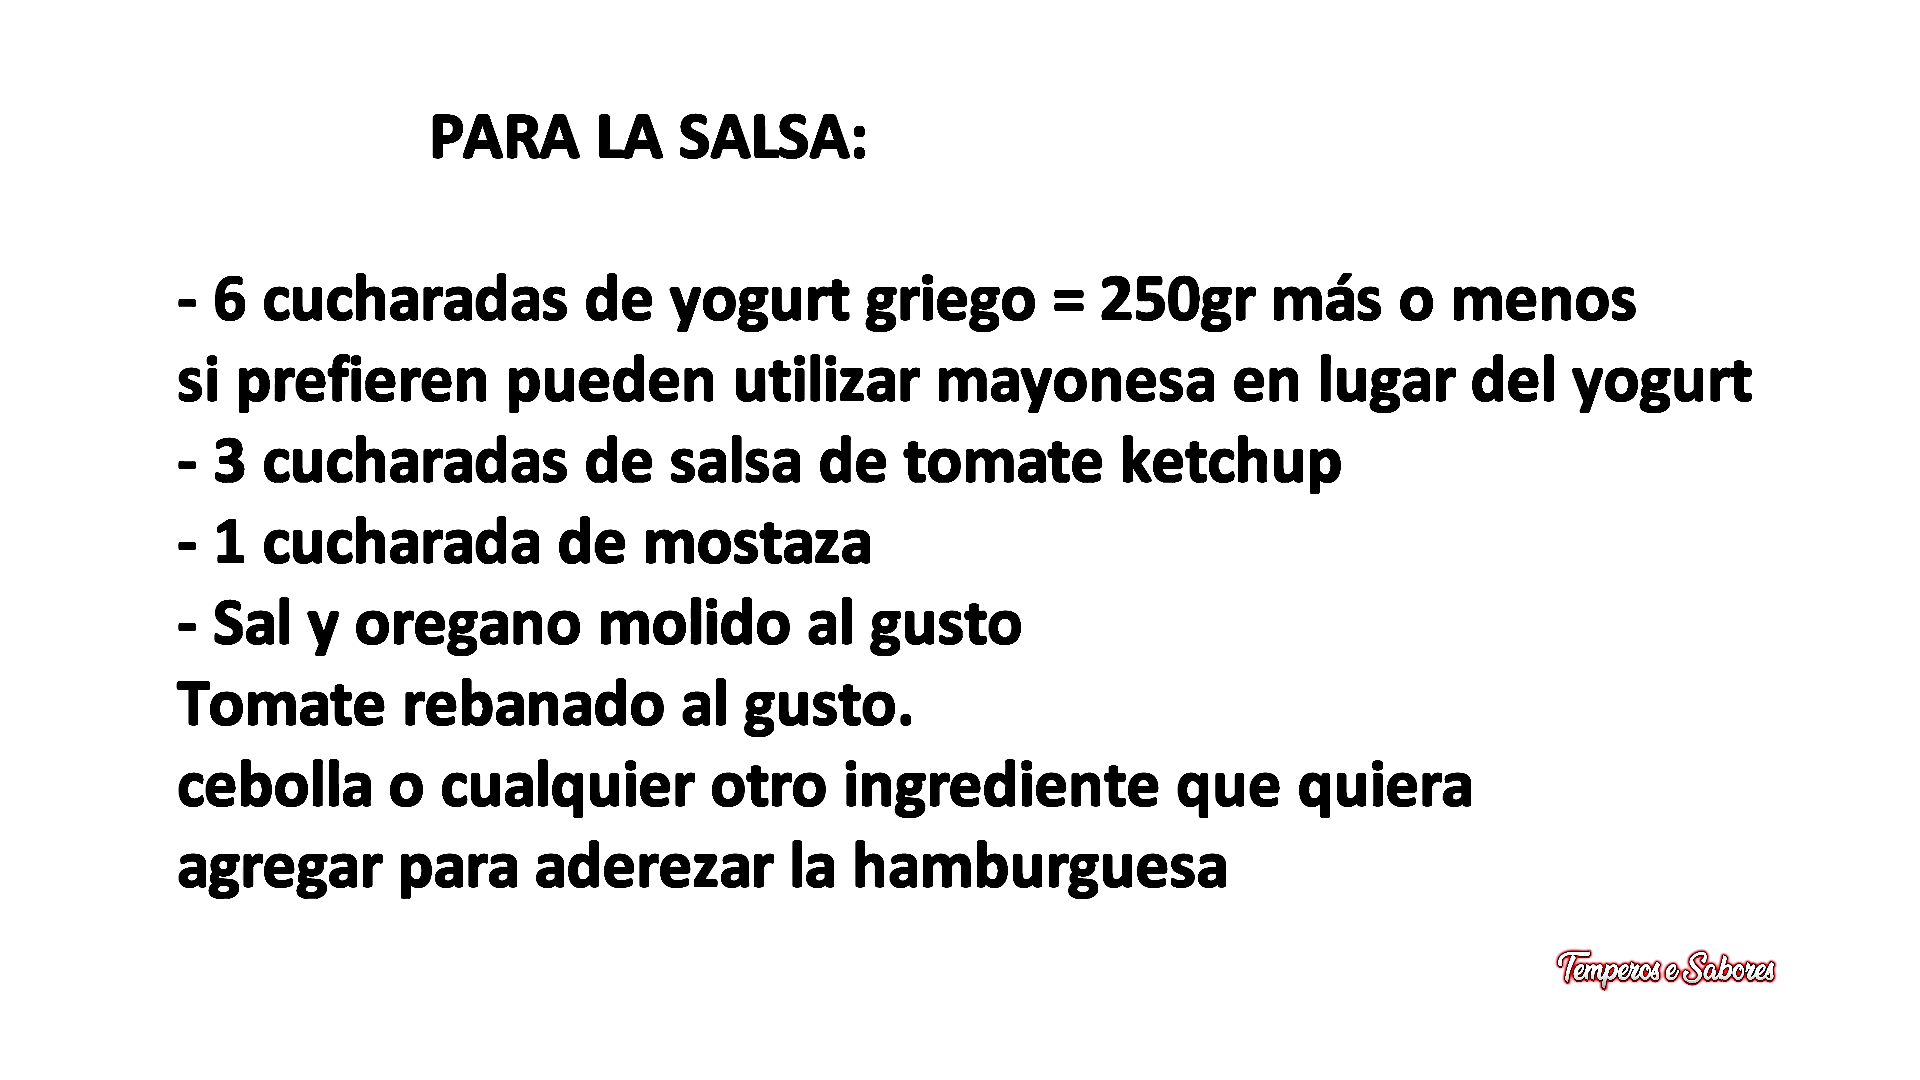 PARA LA SALSA:
- 6 cucharadas de yogurt griego = 250gr más o menos
si prefieren pueden utilizar mayonesa en lugar del yogurt
- 3 cucharadas de salsa de tomate ketchup
- 1 cucharada de mostaza
- Sal y oregano molido al gusto
Tomate rebanado al gusto.
cebolla o cualquier otro ingrediente que quiera
agregar para aderezar la hamburguesa
Temperos e Sabores